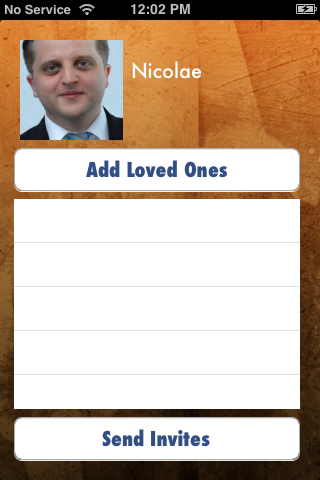 No Service 12:02 PM
Nicolae
Add Loved Ones
Send Invites